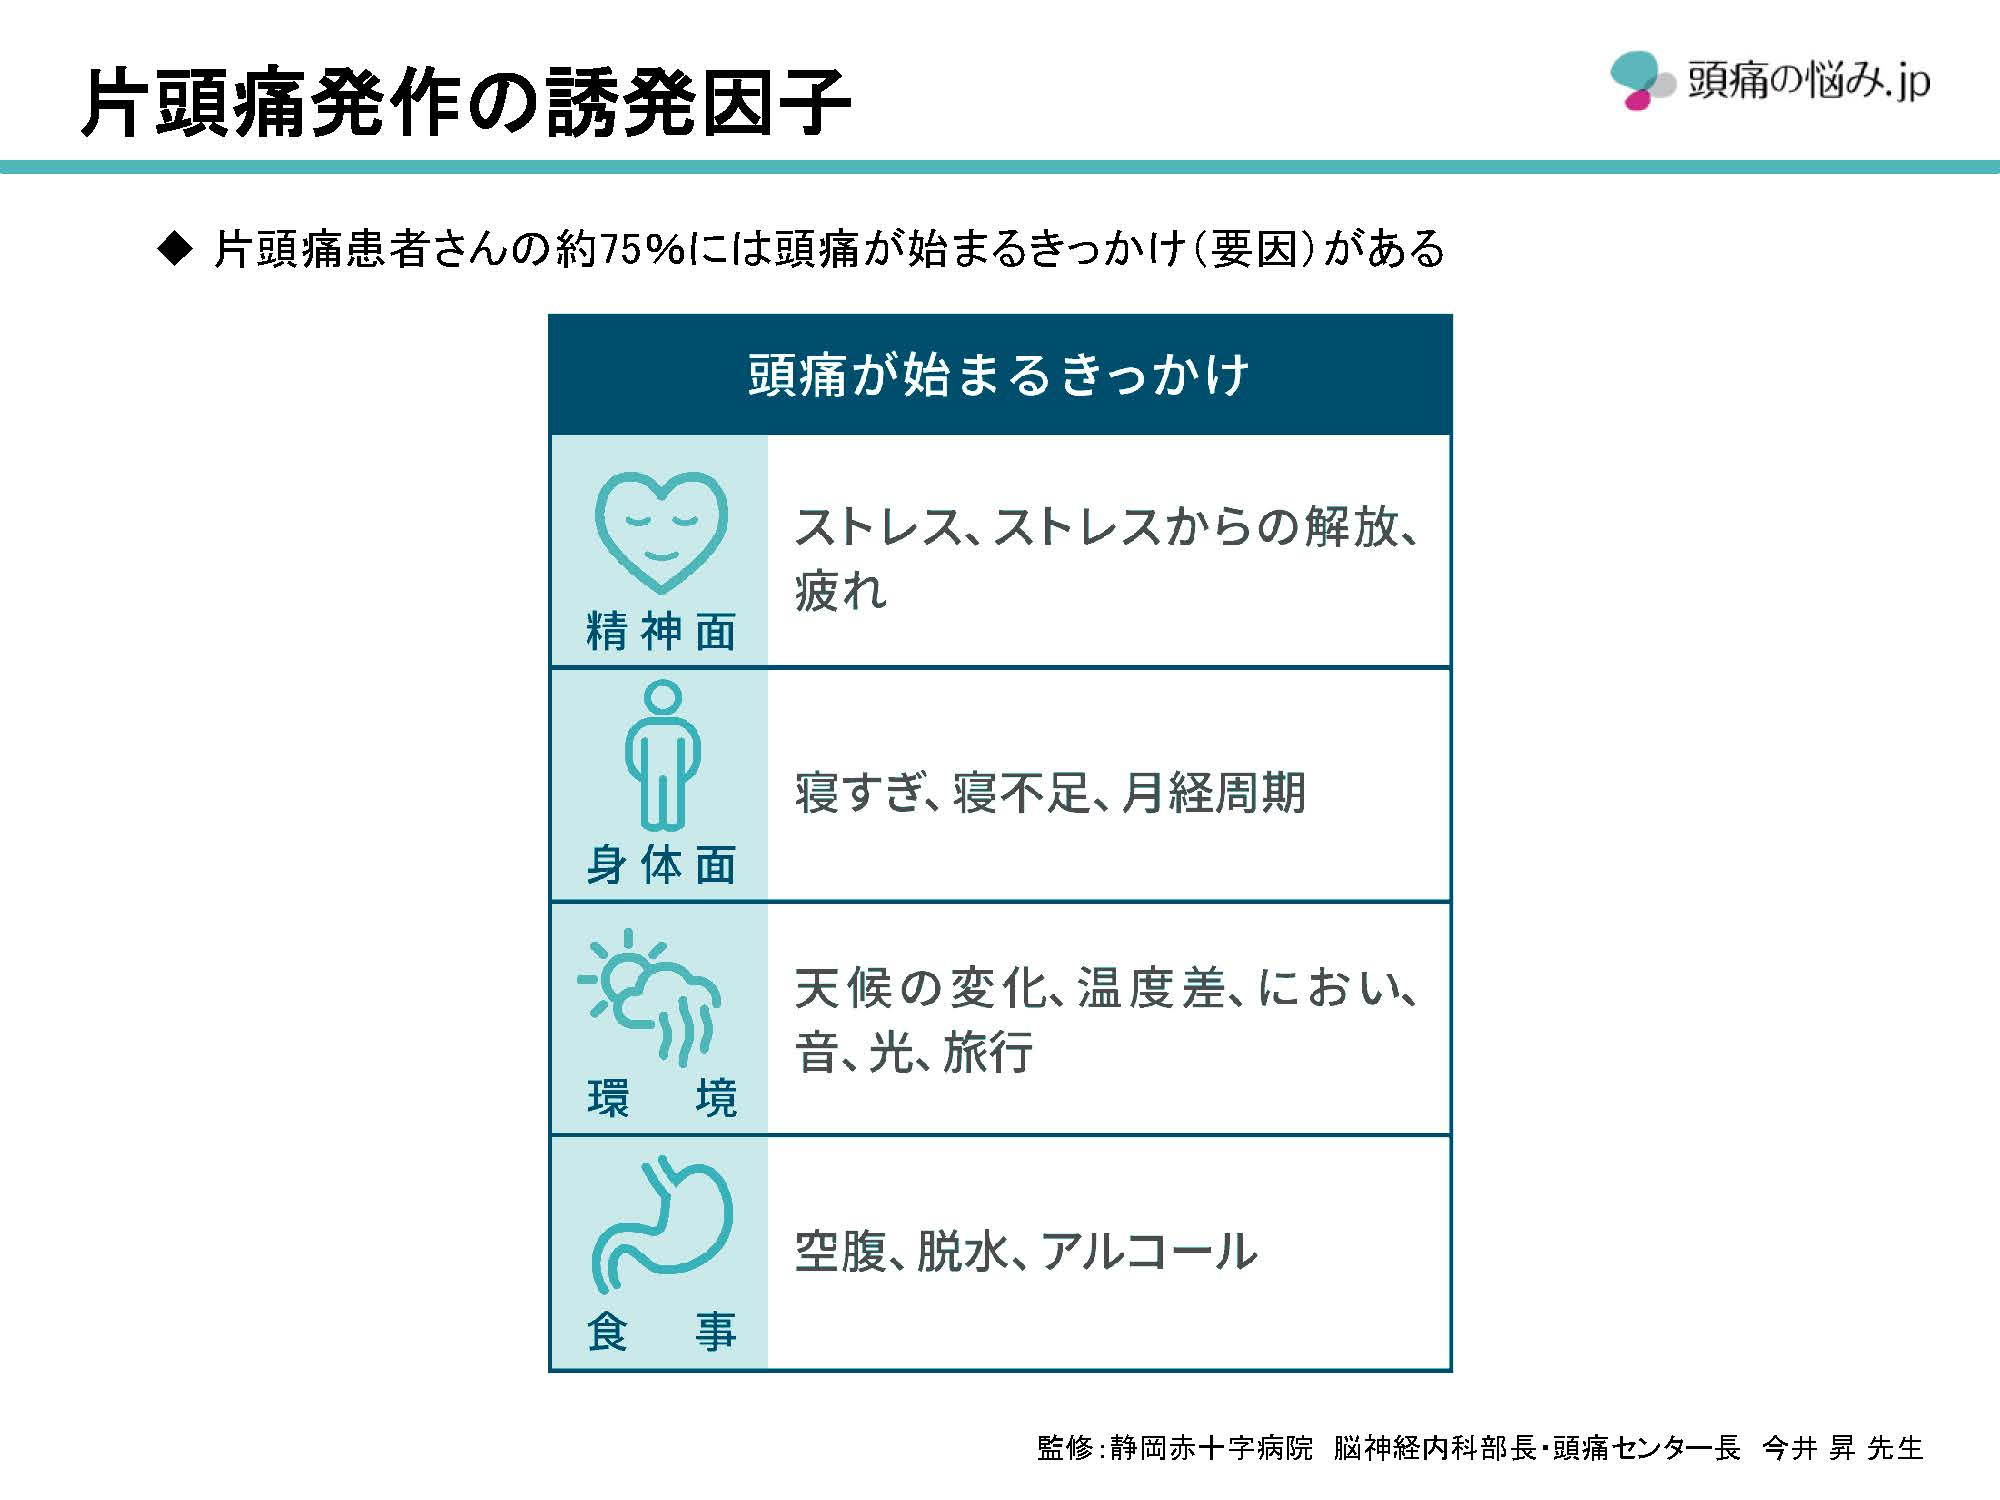 片頭痛発作の誘発因子
頭痛の悩み.jp
◆ 片頭痛患者さんの約75%には頭痛が始まるきっかけ（要因）がある
頭痛が始まるきっかけ
精神面
ストレス、ストレスからの解放、
疲れ
身体面
寝すぎ、寝不足、月経周期
環境
天候の変化、温度差、におい、
音、光、旅行
食事
空腹、脱水、アルコール
監修：静岡赤十字病院　脳神経内科部長・頭痛センター長　今井 昇 先生